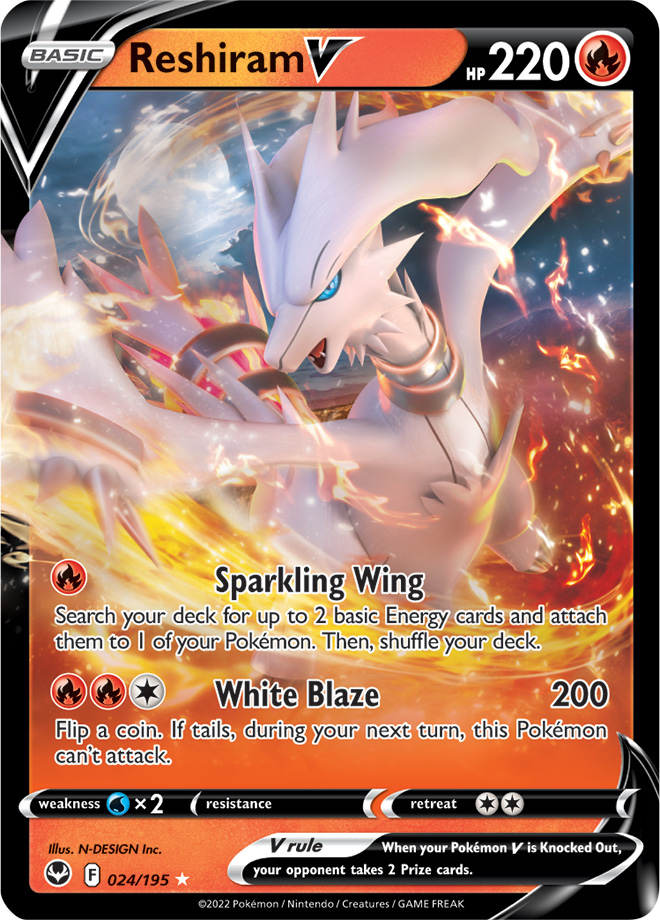 BASIC
Reshiram V
HP 220
Sparkling Wing
Search your deck for up to 2 basic Energy cards and attach
them to 1 of your Pokémon. Then, shuffle your deck.
White Blaze 200
Flip a coin. If tails, during your next turn, this Pokémon
can't attack.
weakness ×2 resistance retreat
Illus. N-DESIGN Inc.
V rule When your Pokémon V is Knocked Out,
your opponent takes 2 Prize cards.
F 024/195 ★
©2022 Pokémon / Nintendo / Creatures / GAME FREAK